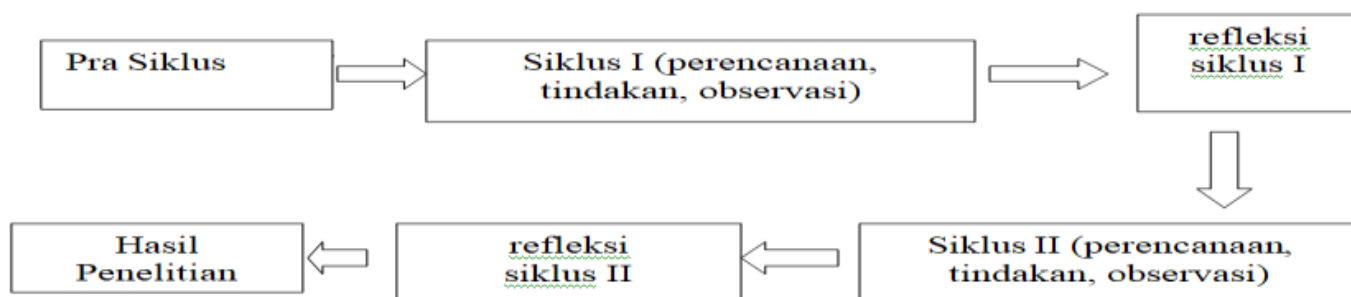 Pra Siklus
Siklus I (perencanaan,
tindakan, observasi)
refleksi
siklus I
Siklus II (perencanaan,
tindakan, observasi)
refleksi
siklus II
Hasil
Penelitian